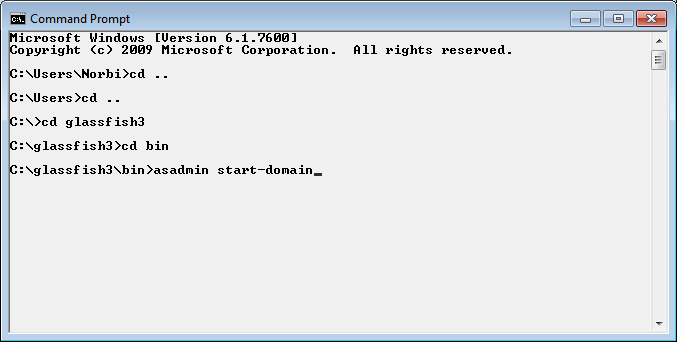 Command Prompt
Microsoft Windows [Version 6.1.7600]
Copyright (c) 2009 Microsoft Corporation.  All rights reserved.
C:\Users\Norbi>cd ..
C:\Users>cd ..
C:\>cd glassfish3
C:\glassfish3>cd bin
C:\glassfish3\bin>asadmin start-domain_